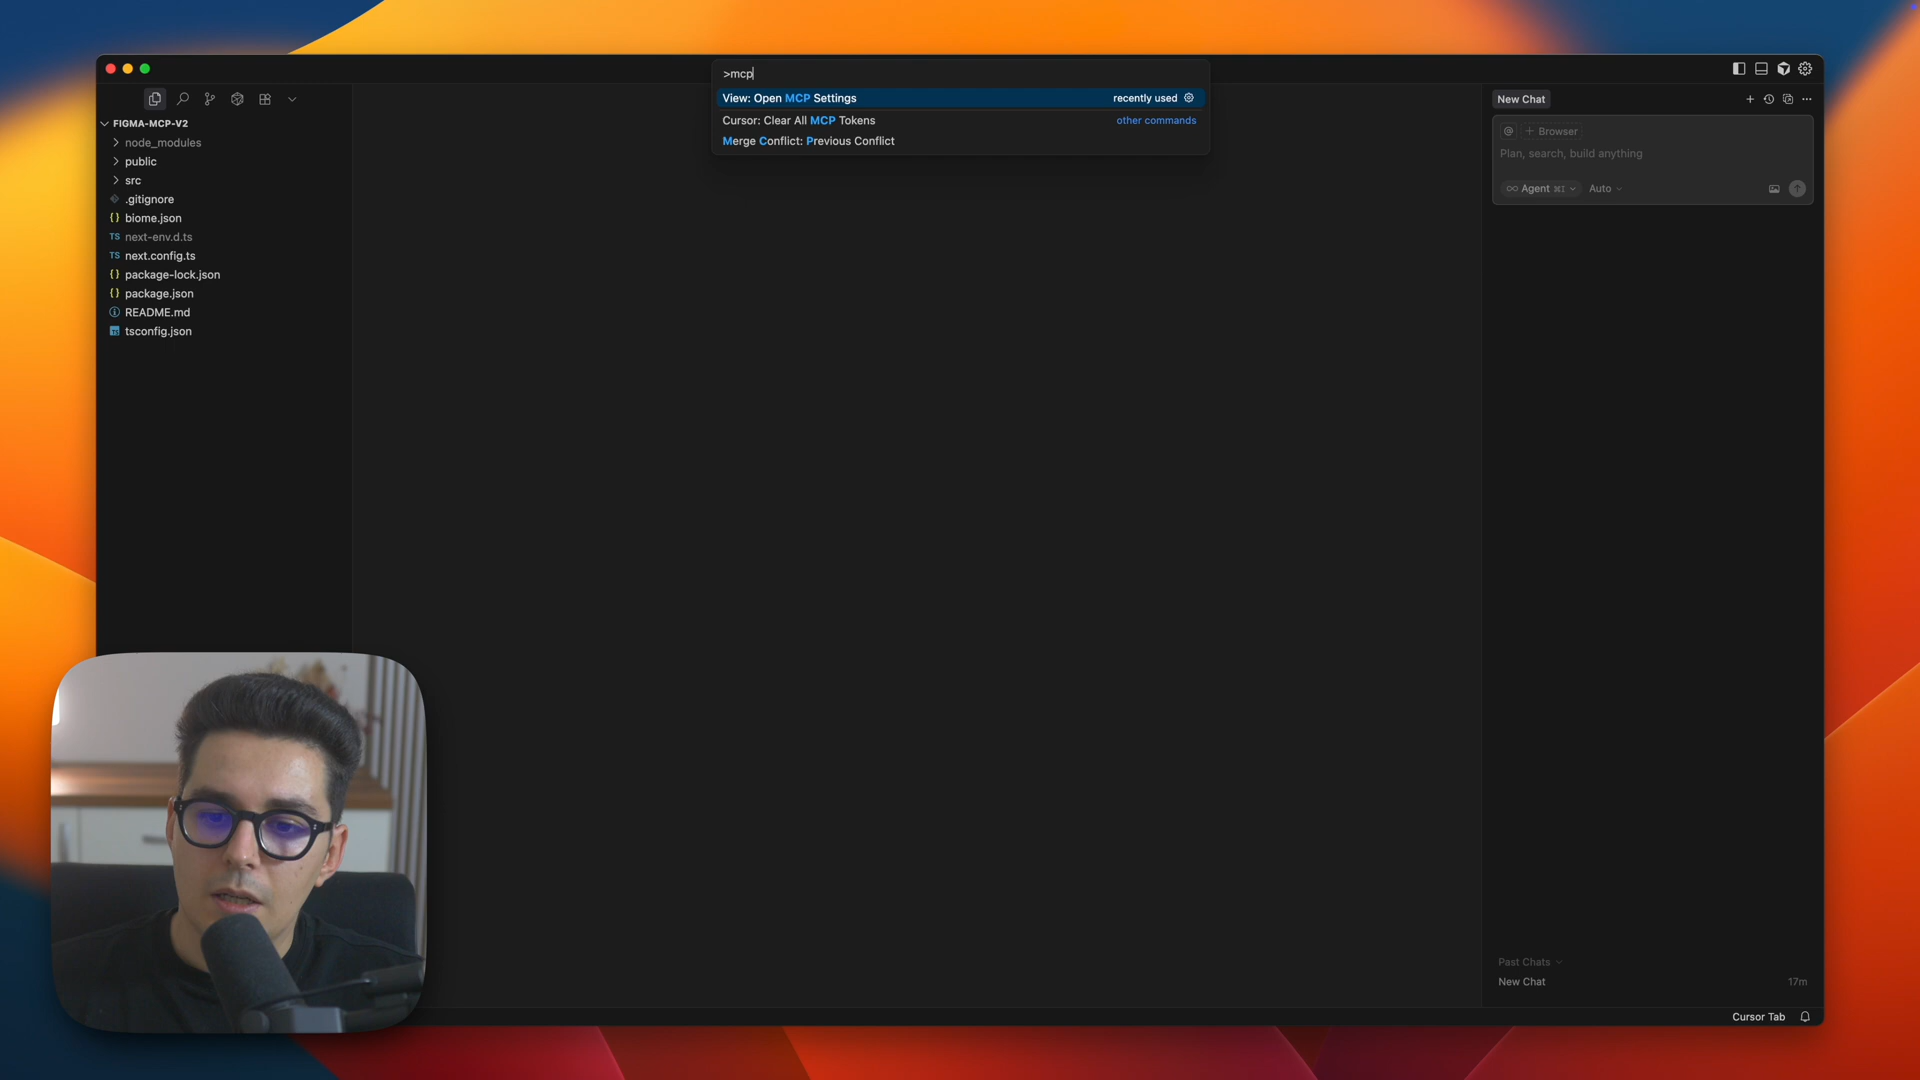 >mcp
View: Open MCP Settings recently used
Cursor: Clear All MCP Tokens other commands
Merge Conflict: Previous Conflict
FIGMA-MCP-V2
node_modules
public
src
.gitignore
{} biome.json
TS next-env.d.ts
TS next.config.ts
{} package-lock.json
{} package.json
README.md
TS tsconfig.json
New Chat
@ + Browser
Plan, search, build anything
Agent ⌘I Auto
Past Chats
New Chat 17m
Cursor Tab